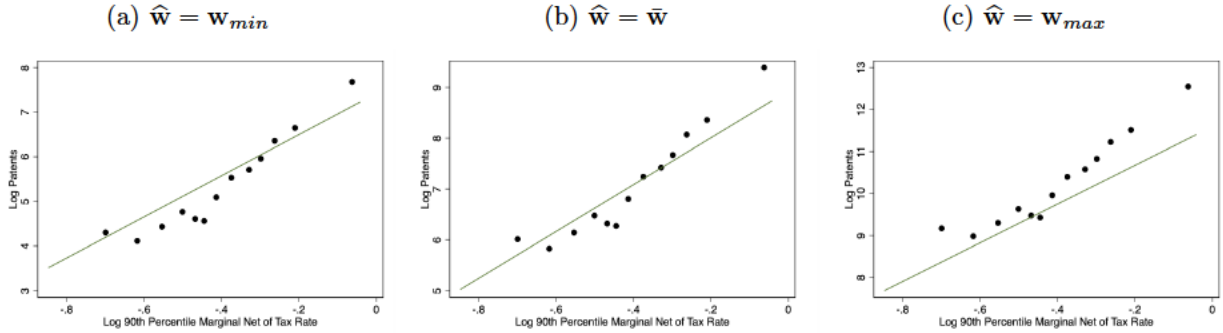 (a) ŵ = w_min
8
7
6
5
4
3
Log Patents
-.8 -.6 -.4 -.2 0
Log 90th Percentile Marginal Net of Tax Rate
(b) ŵ = w̄
9
8
7
6
5
Log Patents
-.8 -.6 -.4 -.2 0
Log 90th Percentile Marginal Net of Tax Rate
(c) ŵ = w_max
13
12
11
10
9
8
Log Patents
-.8 -.6 -.4 -.2 0
Log 90th Percentile Marginal Net of Tax Rate